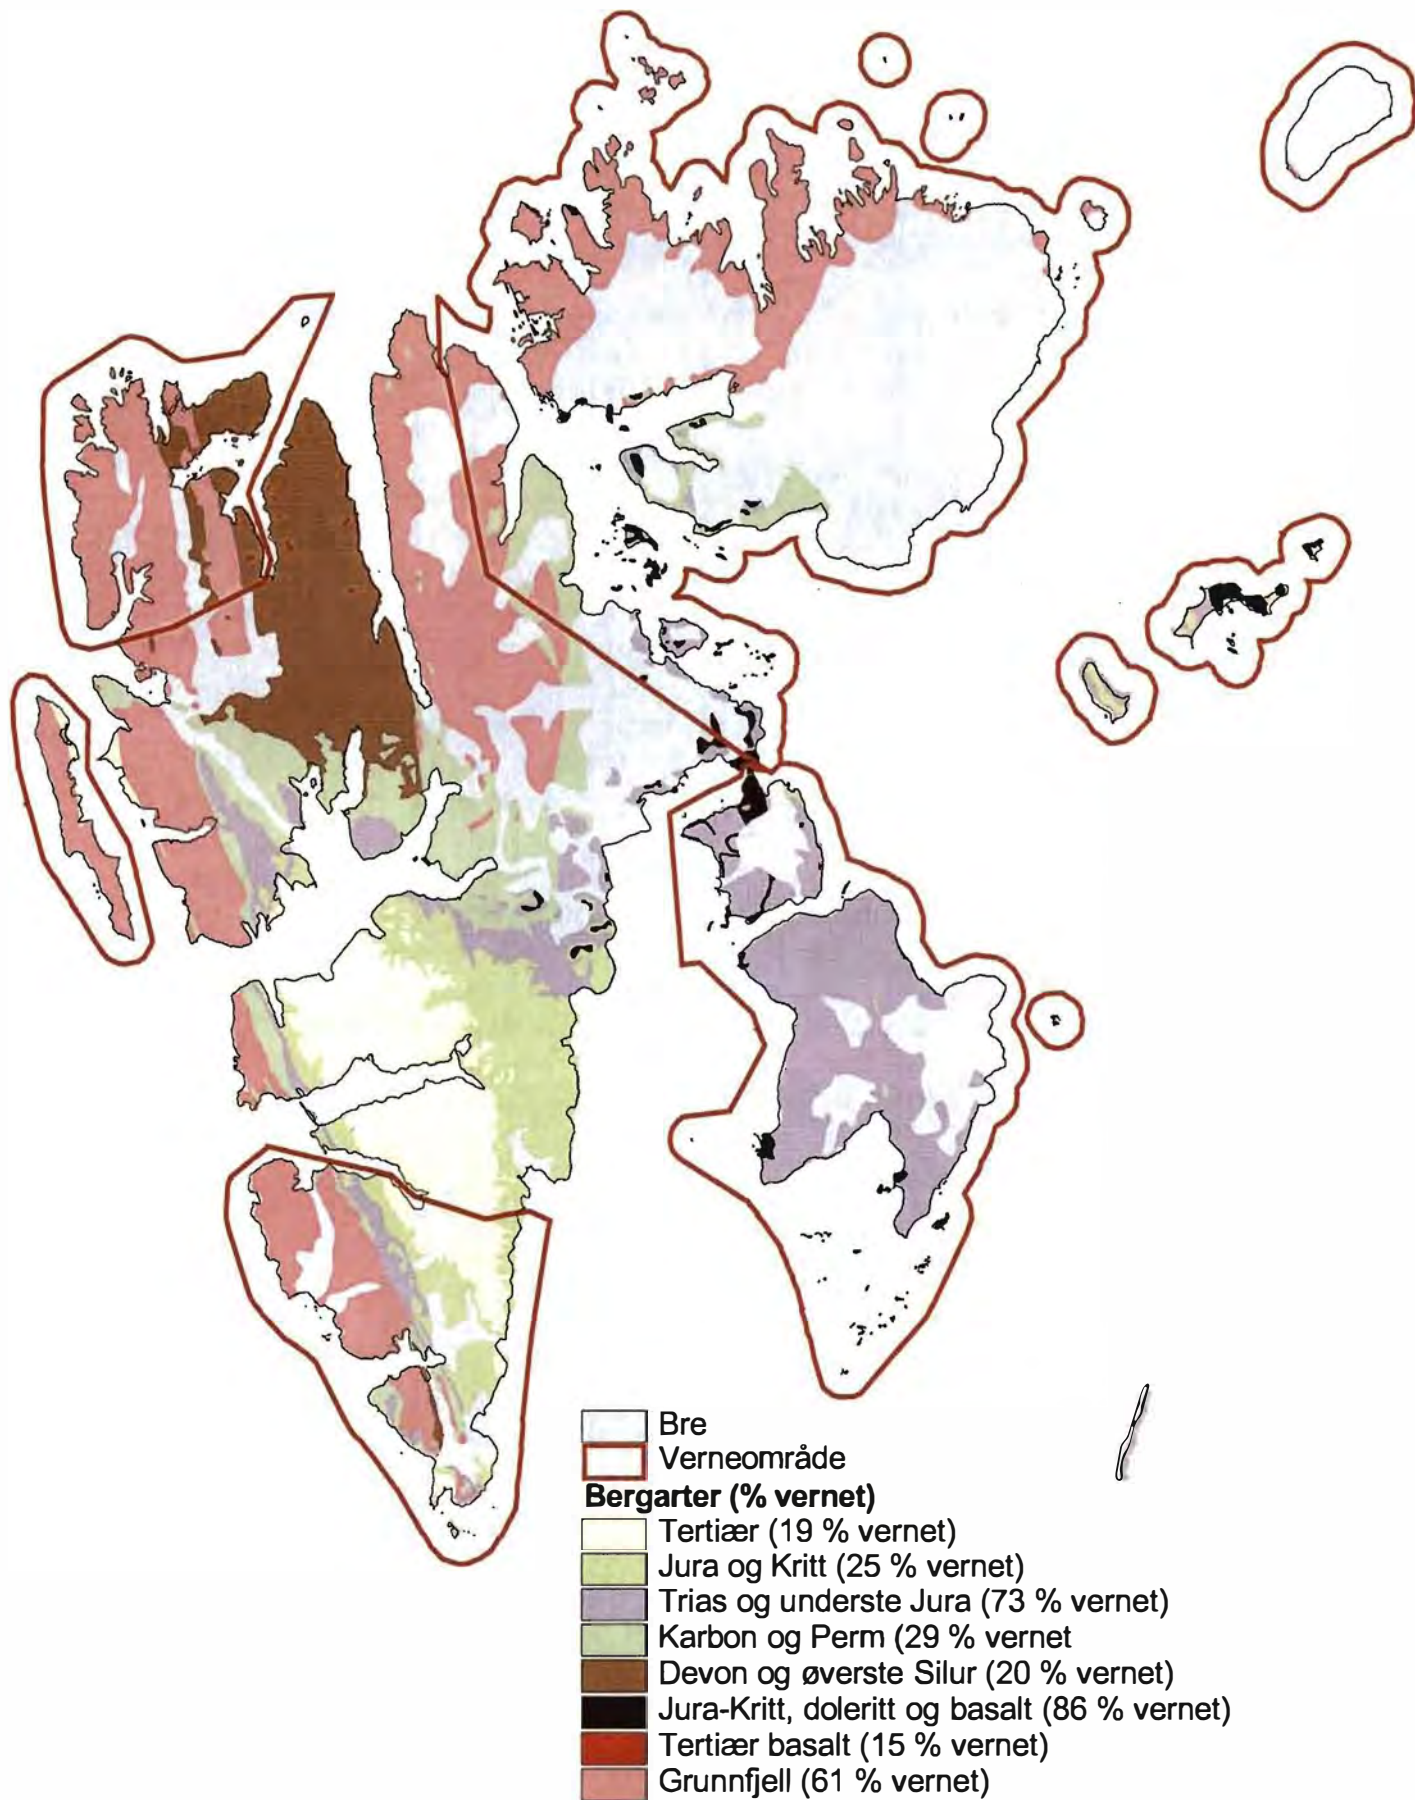 Bre
Verneområde
Bergarter (% vernet)
Tertiær (19 % vernet)
Jura og Kritt (25 % vernet)
Trias og underste Jura (73 % vernet)
Karbon og Perm (29 % vernet
Devon og øverste Silur (20 % vernet)
Jura-Kritt, doleritt og basalt (86 % vernet)
Tertiær basalt (15 % vernet)
Grunnfjell (61 % vernet)